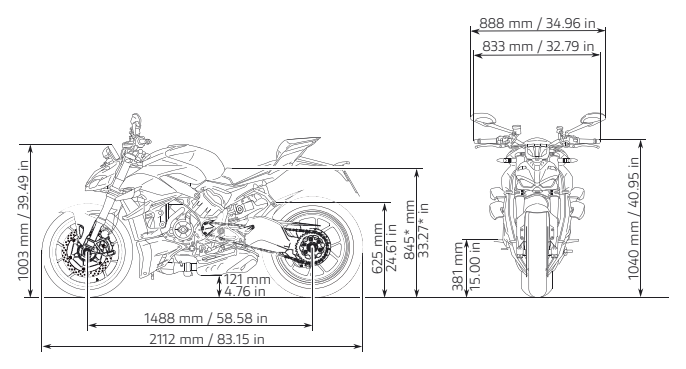 888 mm / 34.96 in
833 mm / 32.79 in
1003 mm / 39.49 in
121 mm
4.76 in
625 mm
24.61 in
845* mm
33.27* in
381 mm
15.00 in
1040 mm / 40.95 in
1488 mm / 58.58 in
2112 mm / 83.15 in